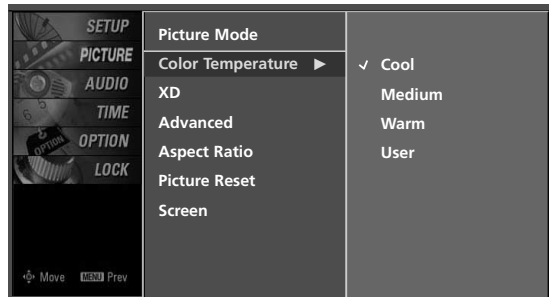 SETUP
PICTURE
AUDIO
TIME
OPTION
LOCK
Move MENU Prev
Picture Mode
Color Temperature ►
XD
Advanced
Aspect Ratio
Picture Reset
Screen
✓ Cool
Medium
Warm
User